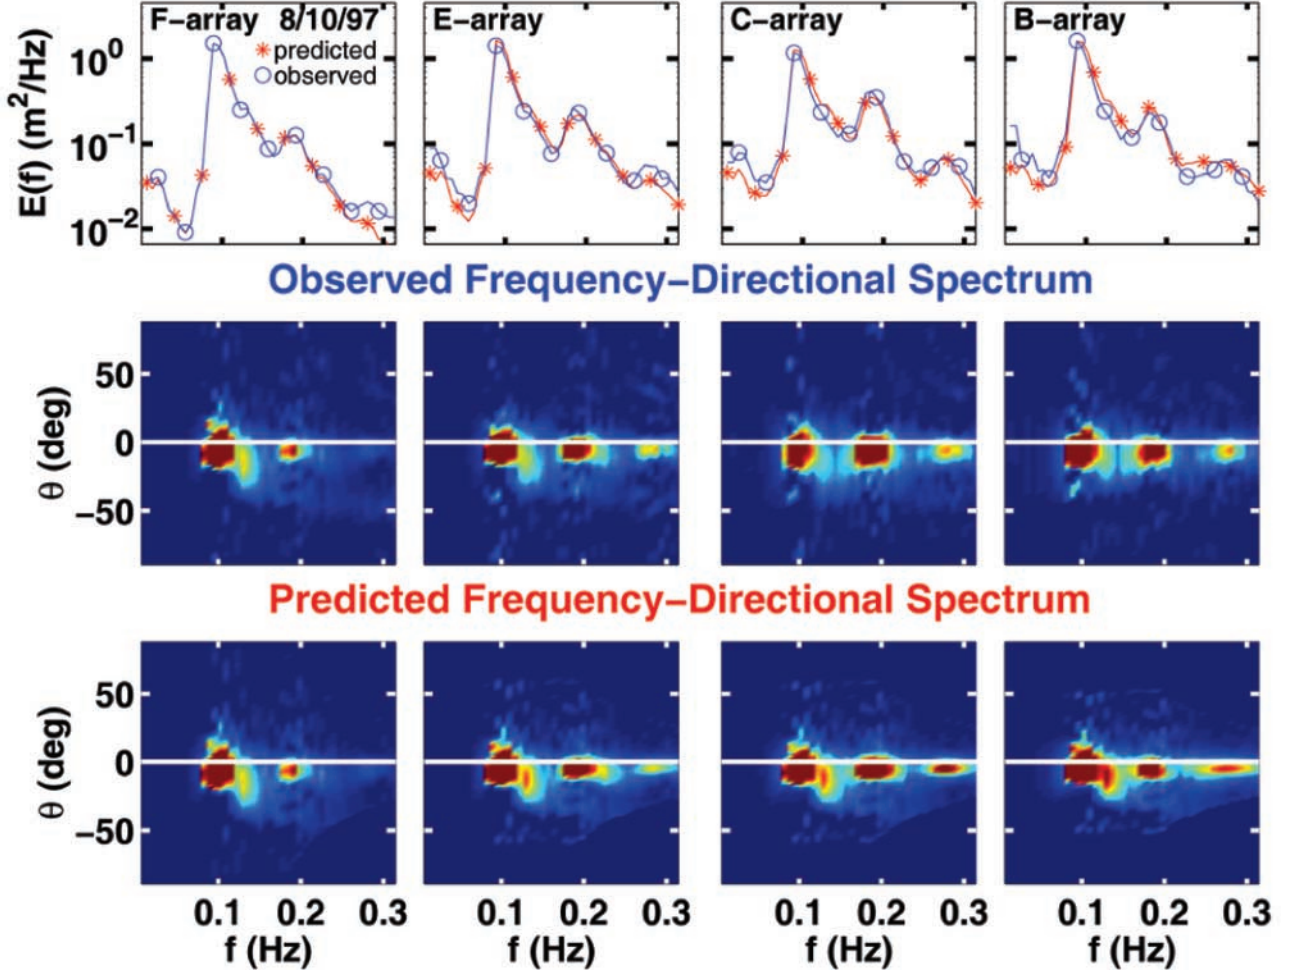 F−array 8/10/97
predicted
observed
E−array
C−array
B−array
E(f) (m²/Hz)
10⁰
10⁻¹
10⁻²
Observed Frequency−Directional Spectrum
θ (deg)
50
0
−50
Predicted Frequency−Directional Spectrum
θ (deg)
50
0
−50
0.1 0.2 0.3 0.1 0.2 0.3 0.1 0.2 0.3 0.1 0.2 0.3
f (Hz) f (Hz) f (Hz) f (Hz)